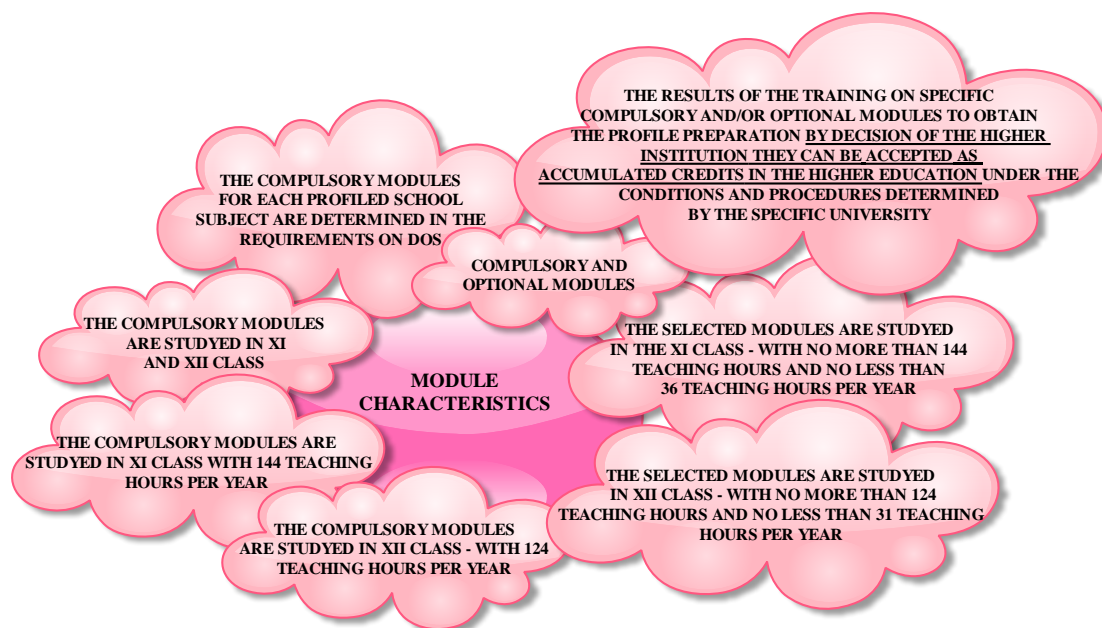 THE RESULTS OF THE TRAINING ON SPECIFIC
COMPULSORY AND/OR OPTIONAL MODULES TO OBTAIN
THE PROFILE PREPARATION BY DECISION OF THE HIGHER
INSTITUTION THEY CAN BE ACCEPTED AS
ACCUMULATED CREDITS IN THE HIGHER EDUCATION UNDER THE
CONDITIONS AND PROCEDURES DETERMINED
BY THE SPECIFIC UNIVERSITY
THE COMPULSORY MODULES
FOR EACH PROFILED SCHOOL
SUBJECT ARE DETERMINED IN THE
REQUIREMENTS ON DOS
COMPULSORY AND
OPTIONAL MODULES
THE COMPULSORY MODULES
ARE STUDYED IN XI
AND XII CLASS
THE SELECTED MODULES ARE STUDYED
IN THE XI CLASS - WITH NO MORE THAN 144
TEACHING HOURS AND NO LESS THAN
36 TEACHING HOURS PER YEAR
MODULE
CHARACTERISTICS
THE COMPULSORY MODULES ARE
STUDYED IN XI CLASS WITH 144 TEACHING
HOURS PER YEAR
THE SELECTED MODULES ARE STUDYED
IN XII CLASS - WITH NO MORE THAN 124
TEACHING HOURS AND NO LESS THAN 31 TEACHING
HOURS PER YEAR
THE COMPULSORY MODULES
ARE STUDYED IN XII CLASS - WITH 124
TEACHING HOURS PER YEAR